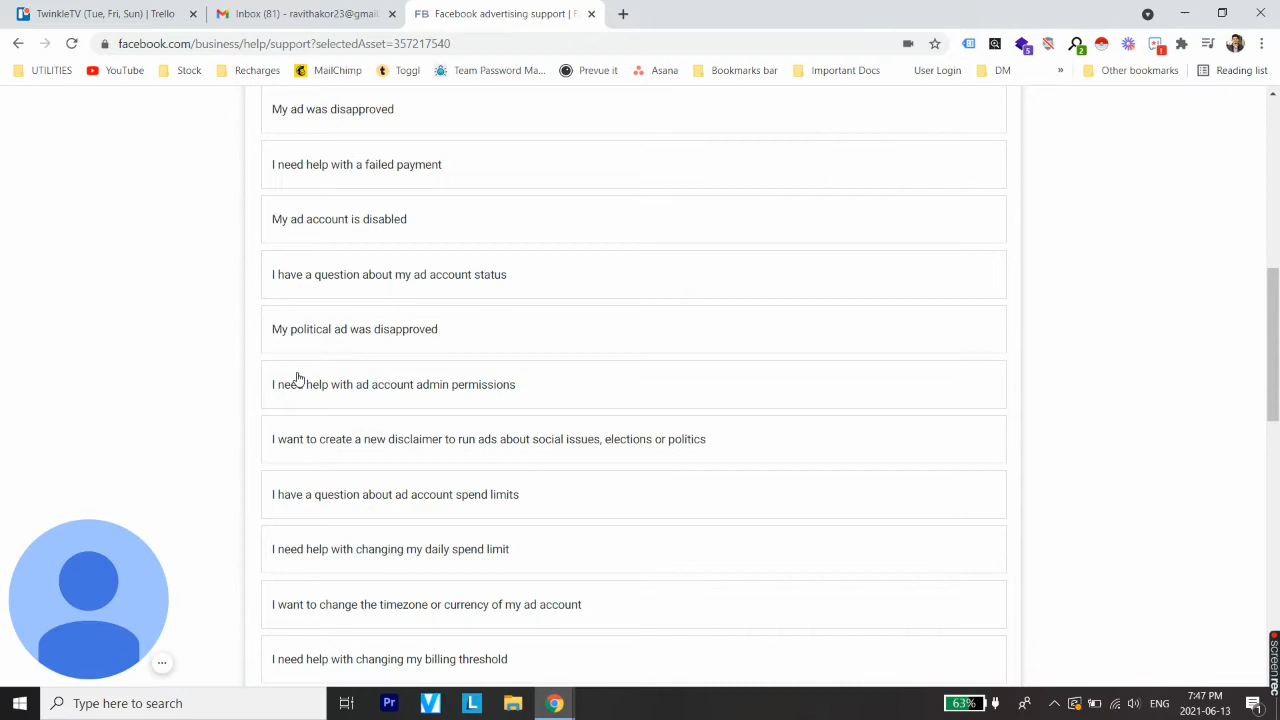 TwinkleTV (Tue, Fri, Sun) | Trello
Inbox (81) - ravithakor23@gmail
FB Facebook advertising support | F
facebook.com/business/help/support?selectedAsset=357217540
5
2
!
UTILITIES
YouTube
Stock
Recharges
MailChimp
Toggl
Team Password Ma...
Prevue it
Asana
Bookmarks bar
Important Docs
User Login
DM
»
Other bookmarks
Reading list
My ad was disapproved
I need help with a failed payment
My ad account is disabled
I have a question about my ad account status
My political ad was disapproved
I need help with ad account admin permissions
I want to create a new disclaimer to run ads about social issues, elections or politics
I have a question about ad account spend limits
I need help with changing my daily spend limit
I want to change the timezone or currency of my ad account
I need help with changing my billing threshold
...
screenrec
Type here to search
Pr
V
L
63%
ENG
7:47 PM
2021-06-13
1